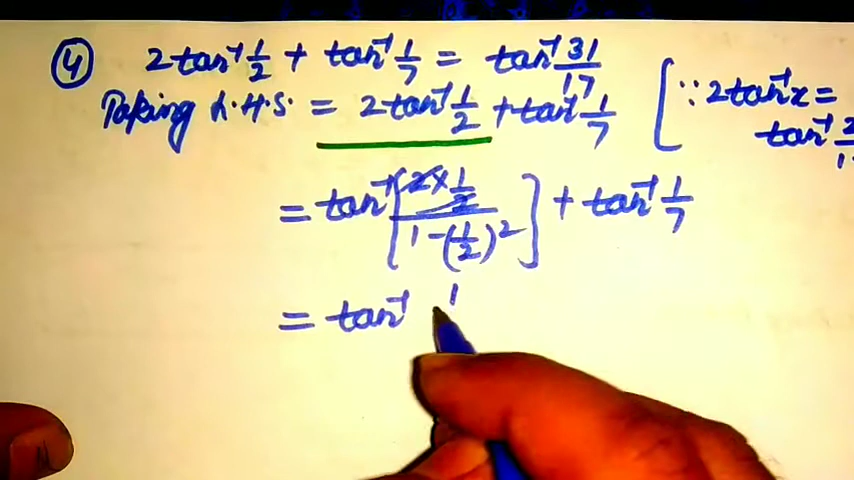 ④ 2tan⁻¹ 1/2 + tan⁻¹ 1/7 = tan⁻¹ 31/17
Taking L.H.S. = 2tan⁻¹ 1/2 + tan⁻¹ 1/7 [∵ 2tan⁻¹x =
tan⁻¹ 2
= tan⁻¹ [(2×1/2)/(1-(1/2)²)] + tan⁻¹ 1/7
= tan⁻¹ 1